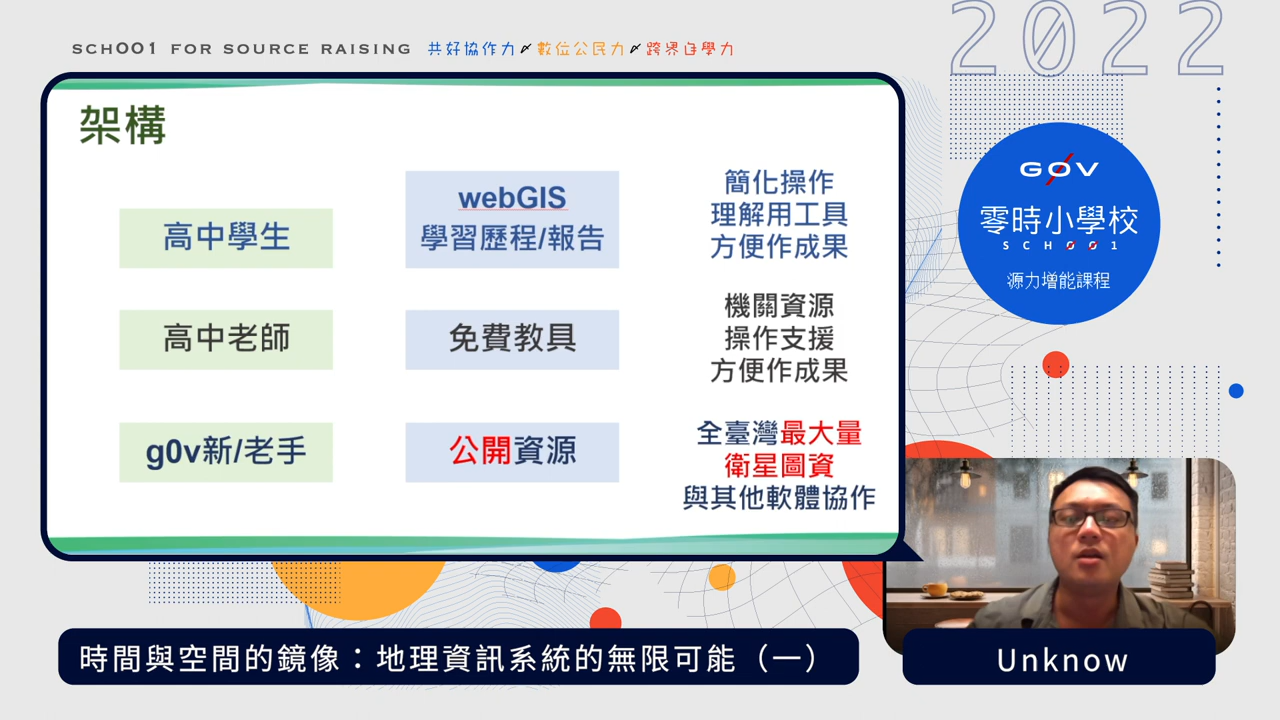 SCHOO1 FOR SOURCE RAISING 共好協作力 數位公民力 跨界自學力
2022
架構
高中學生
webGIS
學習歷程/報告
簡化操作
理解用工具
方便作成果
高中老師
免費教具
機關資源
操作支援
方便作成果
g0v新/老手
公開資源
全臺灣最大量
衛星圖資
與其他軟體協作
G0V
零時小學校
SCH001
源力增能課程
時間與空間的鏡像：地理資訊系統的無限可能（一）
Unknow